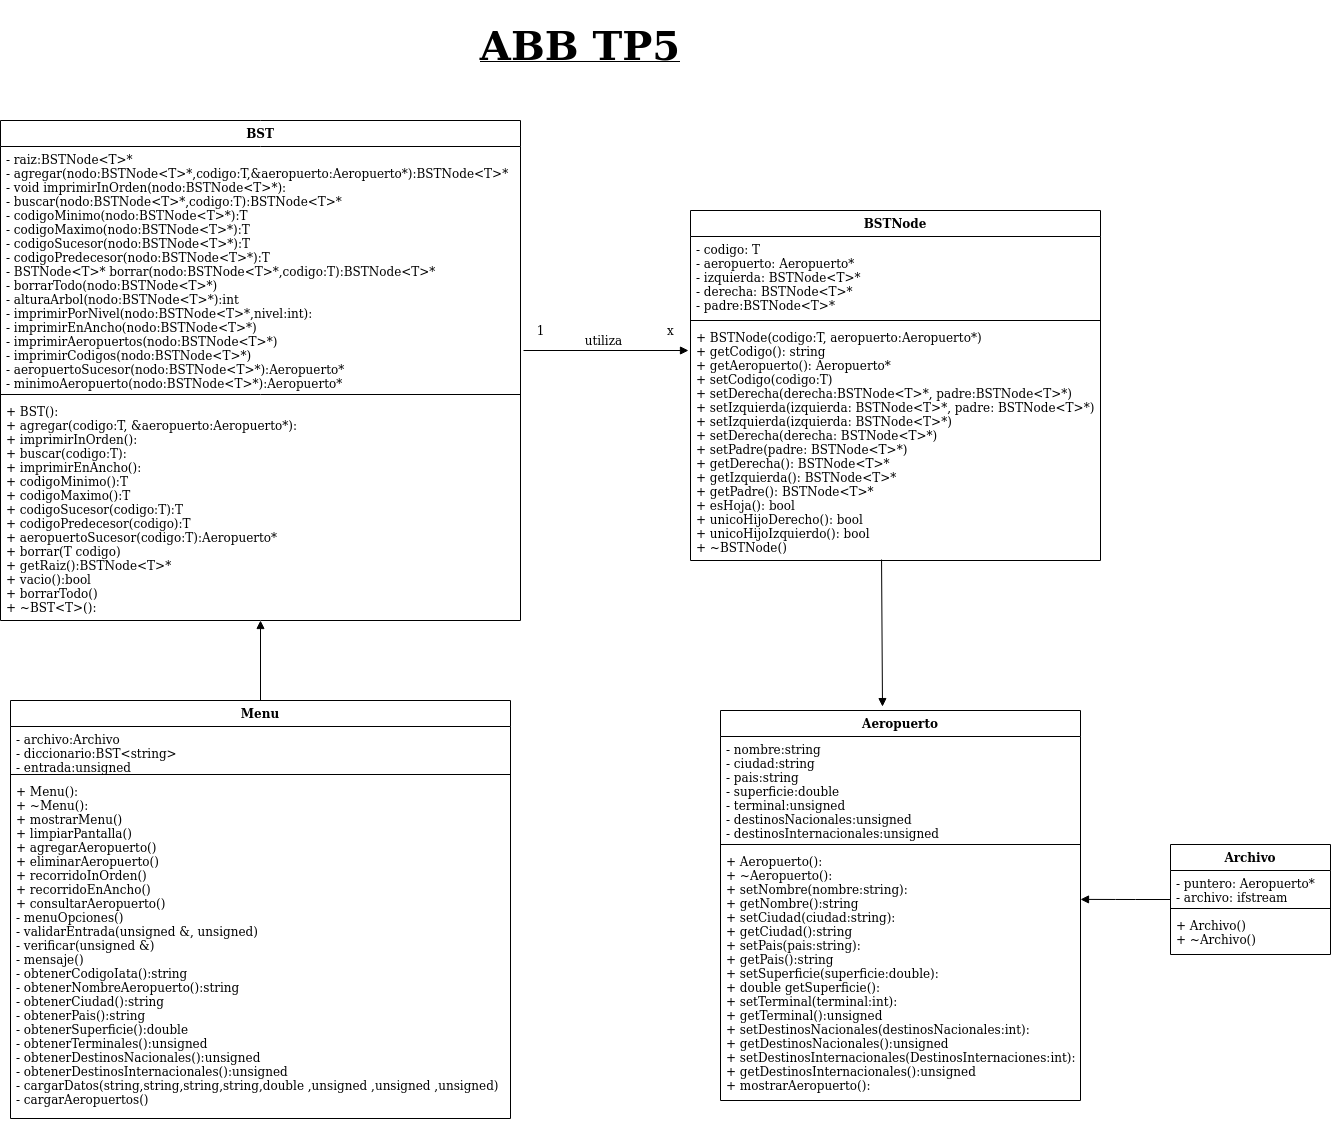 ABB TP5
BST
- raiz:BSTNode<T>*
- agregar(nodo:BSTNode<T>*,codigo:T,&aeropuerto:Aeropuerto*):BSTNode<T>*
- void imprimirInOrden(nodo:BSTNode<T>*):
- buscar(nodo:BSTNode<T>*,codigo:T):BSTNode<T>*
- codigoMinimo(nodo:BSTNode<T>*):T
- codigoMaximo(nodo:BSTNode<T>*):T
- codigoSucesor(nodo:BSTNode<T>*):T
- codigoPredecesor(nodo:BSTNode<T>*):T
- BSTNode<T>* borrar(nodo:BSTNode<T>*,codigo:T):BSTNode<T>*
- borrarTodo(nodo:BSTNode<T>*)
- alturaArbol(nodo:BSTNode<T>*):int
- imprimirPorNivel(nodo:BSTNode<T>*,nivel:int):
- imprimirEnAncho(nodo:BSTNode<T>*)
- imprimirAeropuertos(nodo:BSTNode<T>*)
- imprimirCodigos(nodo:BSTNode<T>*)
- aeropuertoSucesor(nodo:BSTNode<T>*):Aeropuerto*
- minimoAeropuerto(nodo:BSTNode<T>*):Aeropuerto*
+ BST():
+ agregar(codigo:T, &aeropuerto:Aeropuerto*):
+ imprimirInOrden():
+ buscar(codigo:T):
+ imprimirEnAncho():
+ codigoMinimo():T
+ codigoMaximo():T
+ codigoSucesor(codigo:T):T
+ codigoPredecesor(codigo):T
+ aeropuertoSucesor(codigo:T):Aeropuerto*
+ borrar(T codigo)
+ getRaiz():BSTNode<T>*
+ vacio():bool
+ borrarTodo()
+ ~BST<T>():
1
x
utiliza
BSTNode
- codigo: T
- aeropuerto: Aeropuerto*
- izquierda: BSTNode<T>*
- derecha: BSTNode<T>*
- padre:BSTNode<T>*
+ BSTNode(codigo:T, aeropuerto:Aeropuerto*)
+ getCodigo(): string
+ getAeropuerto(): Aeropuerto*
+ setCodigo(codigo:T)
+ setDerecha(derecha:BSTNode<T>*, padre:BSTNode<T>*)
+ setIzquierda(izquierda: BSTNode<T>*, padre: BSTNode<T>*)
+ setIzquierda(izquierda: BSTNode<T>*)
+ setDerecha(derecha: BSTNode<T>*)
+ setPadre(padre: BSTNode<T>*)
+ getDerecha(): BSTNode<T>*
+ getIzquierda(): BSTNode<T>*
+ getPadre(): BSTNode<T>*
+ esHoja(): bool
+ unicoHijoDerecho(): bool
+ unicoHijoIzquierdo(): bool
+ ~BSTNode()
Menu
- archivo:Archivo
- diccionario:BST<string>
- entrada:unsigned
+ Menu():
+ ~Menu():
+ mostrarMenu()
+ limpiarPantalla()
+ agregarAeropuerto()
+ eliminarAeropuerto()
+ recorridoInOrden()
+ recorridoEnAncho()
+ consultarAeropuerto()
- menuOpciones()
- validarEntrada(unsigned &, unsigned)
- verificar(unsigned &)
- mensaje()
- obtenerCodigoIata():string
- obtenerNombreAeropuerto():string
- obtenerCiudad():string
- obtenerPais():string
- obtenerSuperficie():double
- obtenerTerminales():unsigned
- obtenerDestinosNacionales():unsigned
- obtenerDestinosInternacionales():unsigned
- cargarDatos(string,string,string,string,double ,unsigned ,unsigned ,unsigned)
- cargarAeropuertos()
Aeropuerto
- nombre:string
- ciudad:string
- pais:string
- superficie:double
- terminal:unsigned
- destinosNacionales:unsigned
- destinosInternacionales:unsigned
+ Aeropuerto():
+ ~Aeropuerto():
+ setNombre(nombre:string):
+ getNombre():string
+ setCiudad(ciudad:string):
+ getCiudad():string
+ setPais(pais:string):
+ getPais():string
+ setSuperficie(superficie:double):
+ double getSuperficie():
+ setTerminal(terminal:int):
+ getTerminal():unsigned
+ setDestinosNacionales(destinosNacionales:int):
+ getDestinosNacionales():unsigned
+ setDestinosInternacionales(DestinosInternaciones:int):
+ getDestinosInternacionales():unsigned
+ mostrarAeropuerto():
Archivo
- puntero: Aeropuerto*
- archivo: ifstream
+ Archivo()
+ ~Archivo()